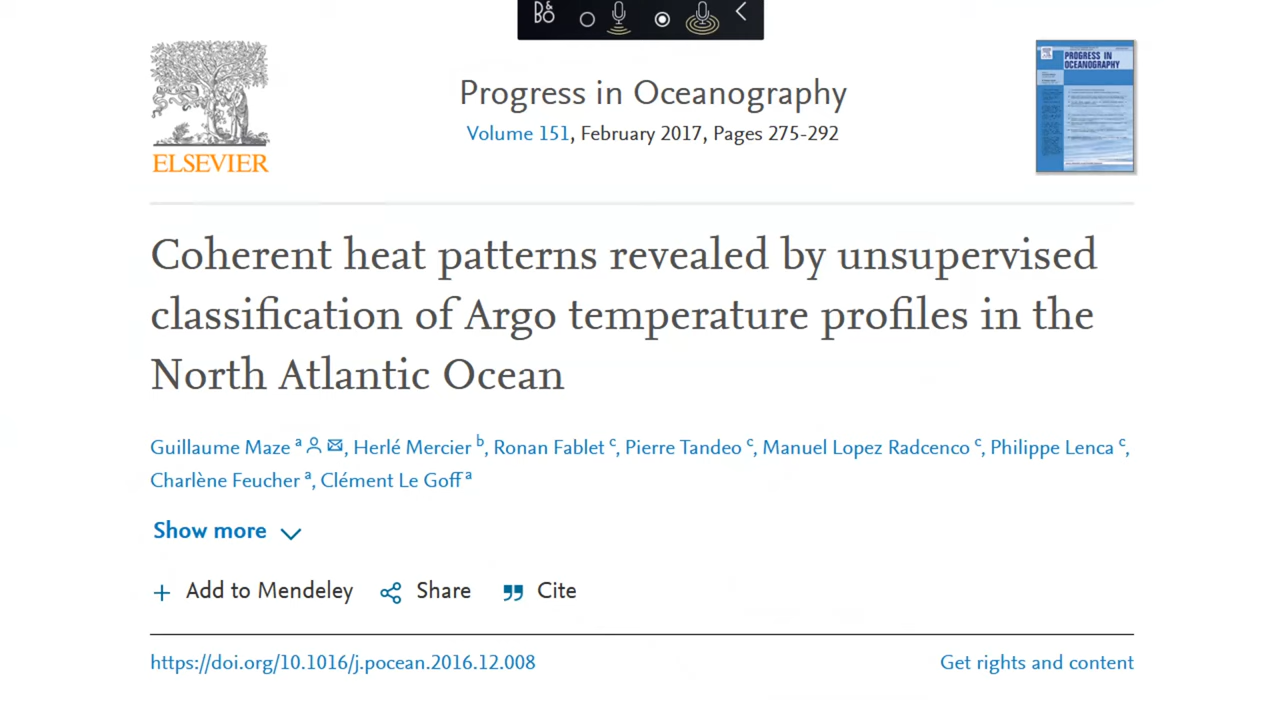 B&O
ELSEVIER
Progress in Oceanography
Volume 151, February 2017, Pages 275-292
PROGRESS IN
OCEANOGRAPHY
Coherent heat patterns revealed by unsupervised
classification of Argo temperature profiles in the
North Atlantic Ocean
Guillaume Maze a, Herlé Mercier b, Ronan Fablet c, Pierre Tandeo c, Manuel Lopez Radcenco c, Philippe Lenca c,
Charlène Feucher a, Clément Le Goff a
Show more
+ Add to Mendeley Share Cite
https://doi.org/10.1016/j.pocean.2016.12.008 Get rights and content